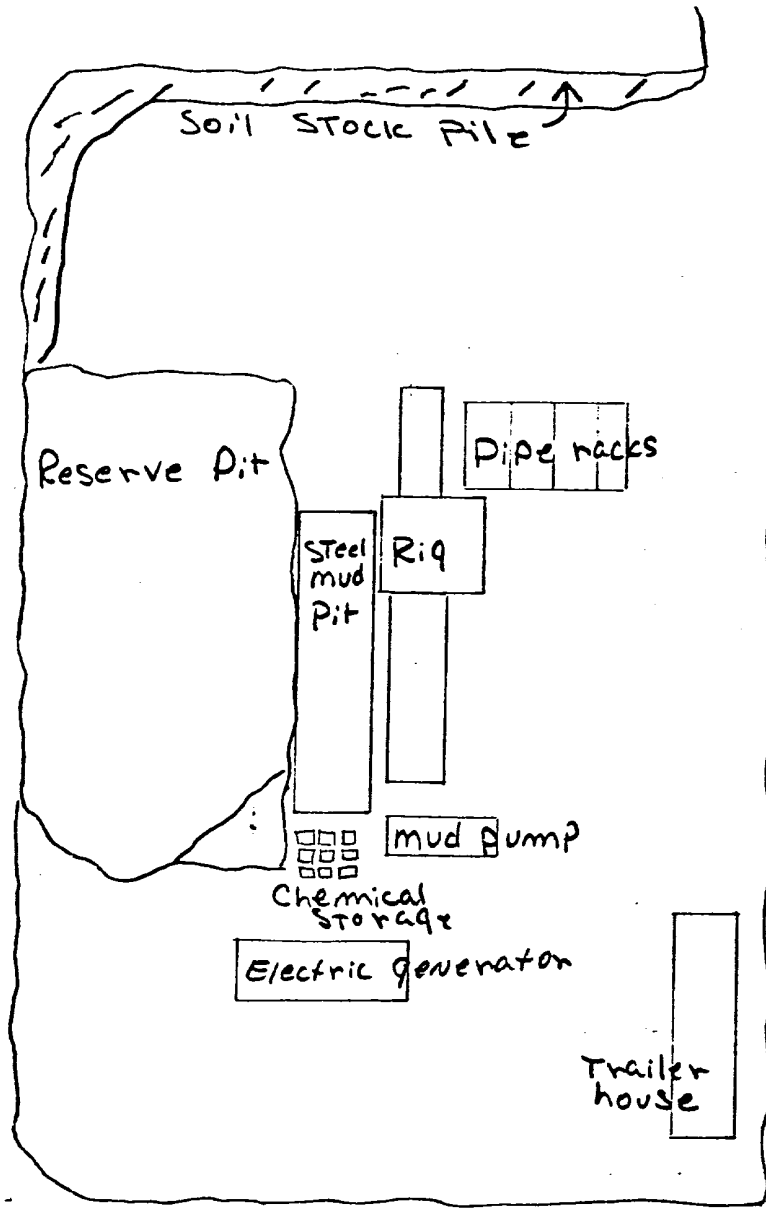 Soil Stock Pile
Reserve Pit
Pipe racks
Steel
mud
Pit
Rig
mud pump
Chemical
Storage
Electric generator
Trailer
house